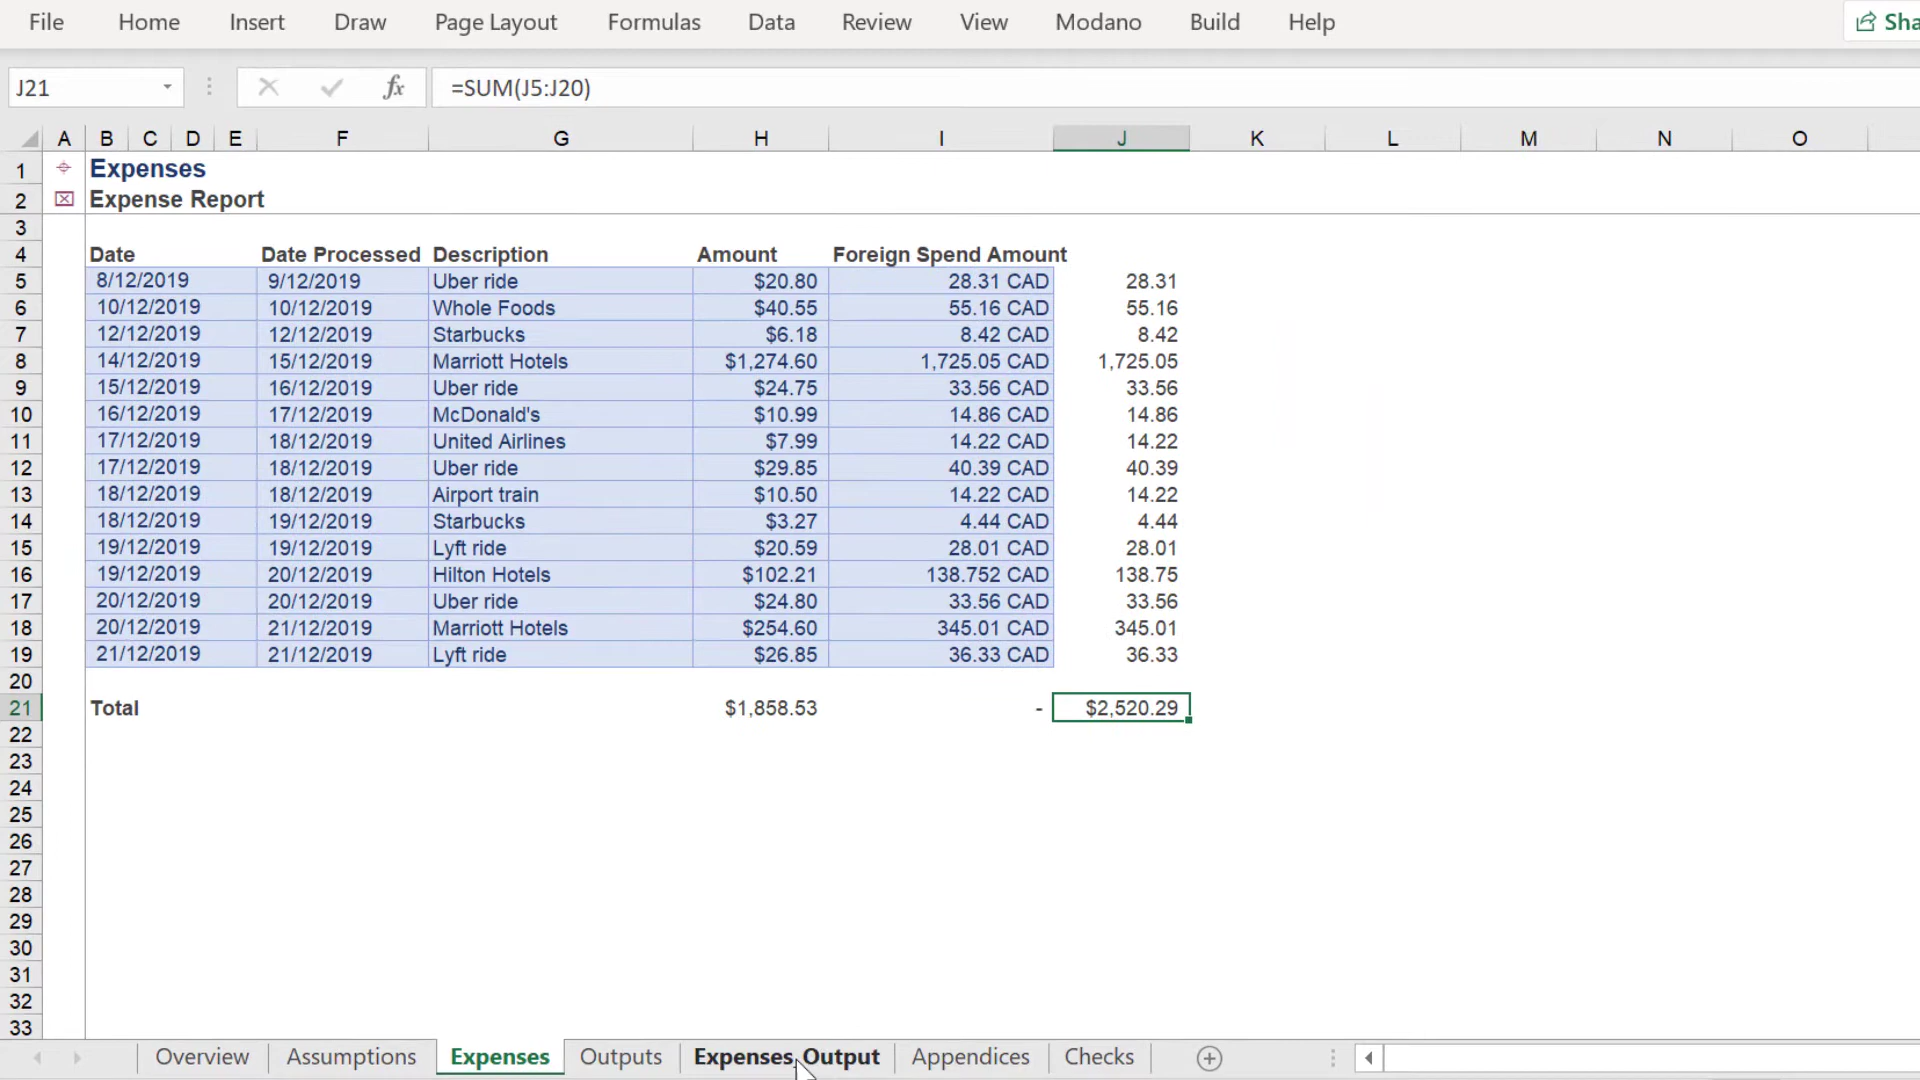 File Home Insert Draw Page Layout Formulas Data Review View Modano Build Help Sha
J21 fx =SUM(J5:J20)
A B C D E F G H I J K L M N O
1 Expenses
2 Expense Report
3
4 Date Date Processed Description Amount Foreign Spend Amount
5 8/12/2019 9/12/2019 Uber ride $20.80 28.31 CAD 28.31
6 10/12/2019 10/12/2019 Whole Foods $40.55 55.16 CAD 55.16
7 12/12/2019 12/12/2019 Starbucks $6.18 8.42 CAD 8.42
8 14/12/2019 15/12/2019 Marriott Hotels $1,274.60 1,725.05 CAD 1,725.05
9 15/12/2019 16/12/2019 Uber ride $24.75 33.56 CAD 33.56
10 16/12/2019 17/12/2019 McDonald's $10.99 14.86 CAD 14.86
11 17/12/2019 18/12/2019 United Airlines $7.99 14.22 CAD 14.22
12 17/12/2019 18/12/2019 Uber ride $29.85 40.39 CAD 40.39
13 18/12/2019 18/12/2019 Airport train $10.50 14.22 CAD 14.22
14 18/12/2019 19/12/2019 Starbucks $3.27 4.44 CAD 4.44
15 19/12/2019 19/12/2019 Lyft ride $20.59 28.01 CAD 28.01
16 19/12/2019 20/12/2019 Hilton Hotels $102.21 138.752 CAD 138.75
17 20/12/2019 20/12/2019 Uber ride $24.80 33.56 CAD 33.56
18 20/12/2019 21/12/2019 Marriott Hotels $254.60 345.01 CAD 345.01
19 21/12/2019 21/12/2019 Lyft ride $26.85 36.33 CAD 36.33
20
21 Total $1,858.53 - $2,520.29
22
23
24
25
26
27
28
29
30
31
32
33
Overview Assumptions Expenses Outputs Expenses_Output Appendices Checks